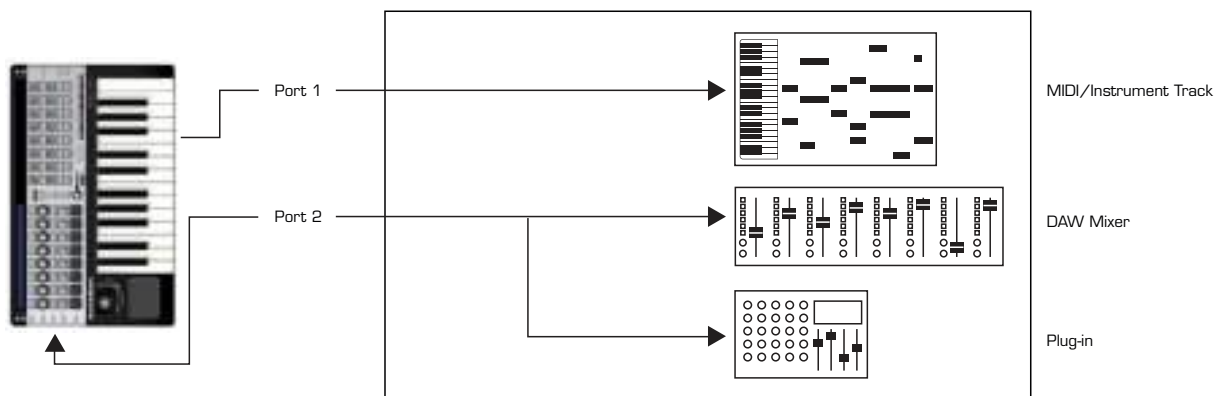 Port 1
MIDI/Instrument Track
Port 2
DAW Mixer
Plug-in